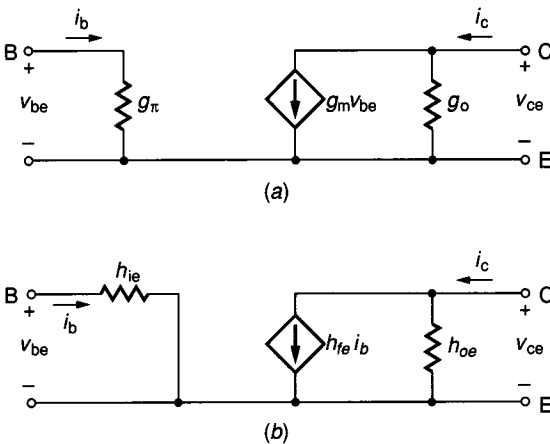 i_b i_c
B C
+ +
v_be g_π g_m v_be g_o v_ce
− −
E
(a)
h_ie i_c
B C
+ i_b +
v_be h_fe i_b h_oe v_ce
− −
E
(b)